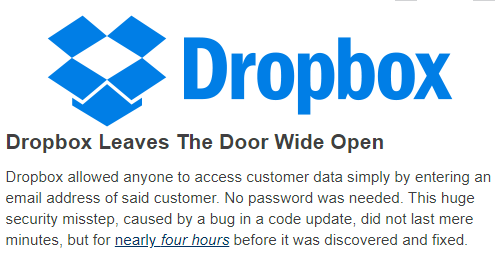 Dropbox
Dropbox Leaves The Door Wide Open
Dropbox allowed anyone to access customer data simply by entering an
email address of said customer. No password was needed. This huge
security misstep, caused by a bug in a code update, did not last mere
minutes, but for nearly four hours before it was discovered and fixed.